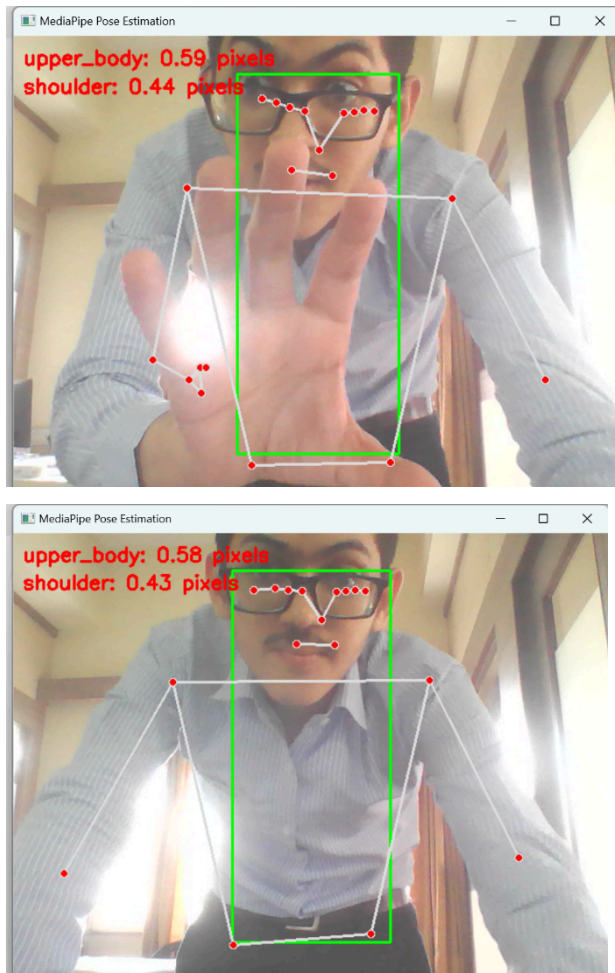 MediaPipe Pose Estimation
upper_body: 0.59 pixels
shoulder: 0.44 pixels
MediaPipe Pose Estimation
upper_body: 0.58 pixels
shoulder: 0.43 pixels